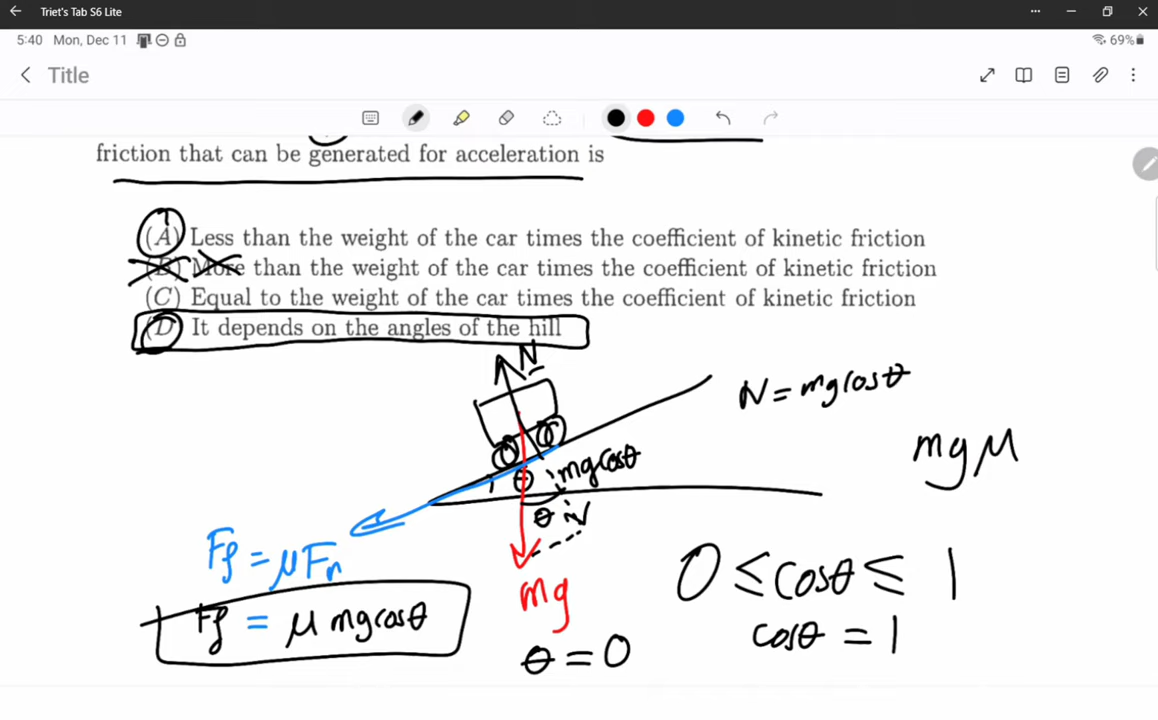 Triet's Tab S6 Lite
5:40 Mon, Dec 11
69%
Title
friction that can be generated for acceleration is
(A) Less than the weight of the car times the coefficient of kinetic friction
(B) More than the weight of the car times the coefficient of kinetic friction
(C) Equal to the weight of the car times the coefficient of kinetic friction
(D) It depends on the angles of the hill
N
N = mg cosθ
mgμ
mg cosθ
θ
θ N
mg
Ff = μFn
Ff = μ mg cosθ
0 ≤ cosθ ≤ 1
cosθ = 1
θ = 0